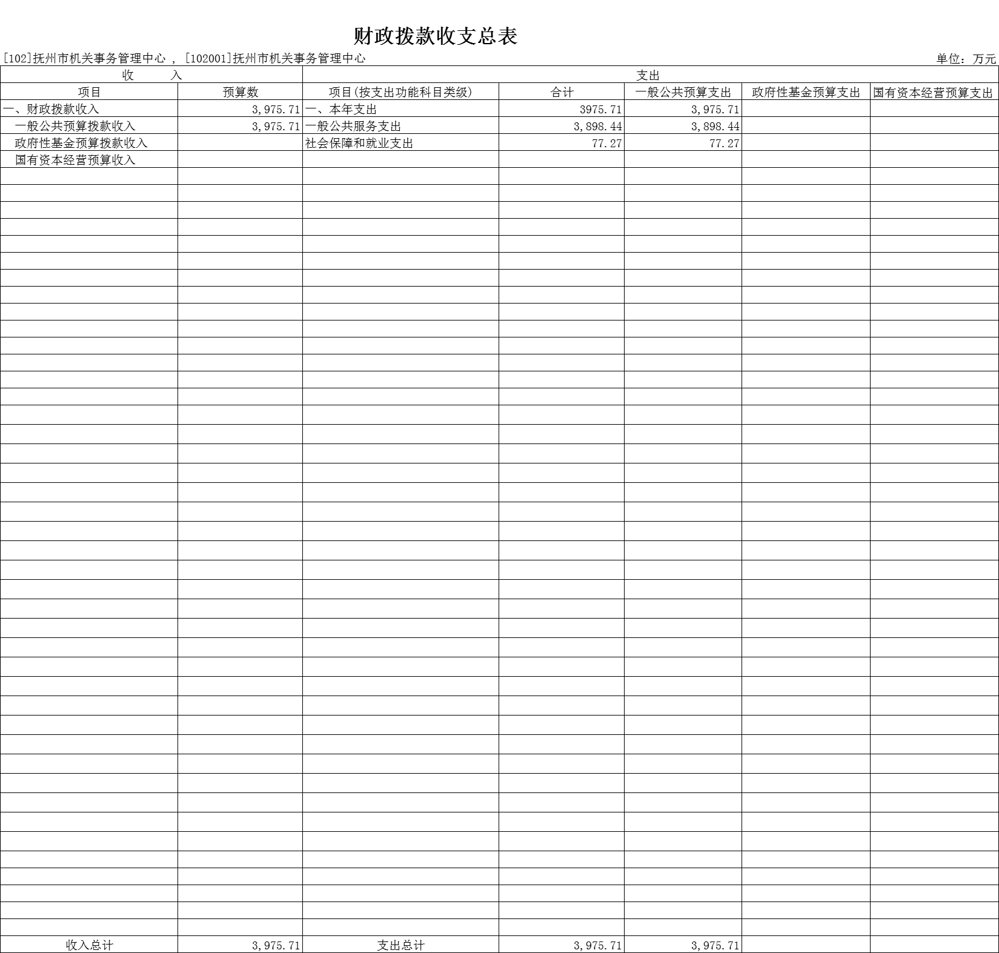 财政拨款收支总表
[102]抚州市机关事务管理中心 , [102001]抚州市机关事务管理中心 单位：万元
收 入 支出
项目 预算数 项目(按支出功能科目类级) 合计 一般公共预算支出 政府性基金预算支出 国有资本经营预算支出
一、财政拨款收入 3,975.71 一、本年支出 3975.71 3,975.71
一般公共预算拨款收入 3,975.71 一般公共服务支出 3,898.44 3,898.44
政府性基金预算拨款收入 社会保障和就业支出 77.27 77.27
国有资本经营预算收入
收入总计 3,975.71 支出总计 3,975.71 3,975.71